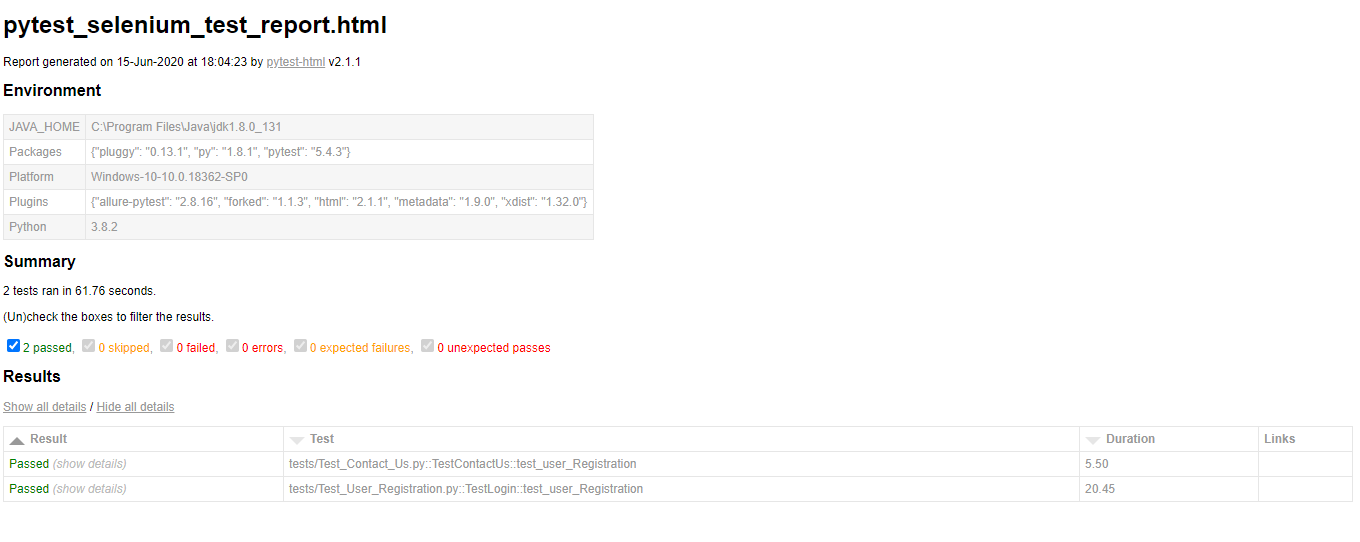 pytest_selenium_test_report.html
Report generated on 15-Jun-2020 at 18:04:23 by pytest-html v2.1.1
Environment
JAVA_HOME C:\Program Files\Java\jdk1.8.0_131
Packages {"pluggy": "0.13.1", "py": "1.8.1", "pytest": "5.4.3"}
Platform Windows-10-10.0.18362-SP0
Plugins {"allure-pytest": "2.8.16", "forked": "1.1.3", "html": "2.1.1", "metadata": "1.9.0", "xdist": "1.32.0"}
Python 3.8.2
Summary
2 tests ran in 61.76 seconds.
(Un)check the boxes to filter the results.
2 passed, 0 skipped, 0 failed, 0 errors, 0 expected failures, 0 unexpected passes
Results
Show all details / Hide all details
Result Test Duration Links
Passed (show details) tests/Test_Contact_Us.py::TestContactUs::test_user_Registration 5.50
Passed (show details) tests/Test_User_Registration.py::TestLogin::test_user_Registration 20.45